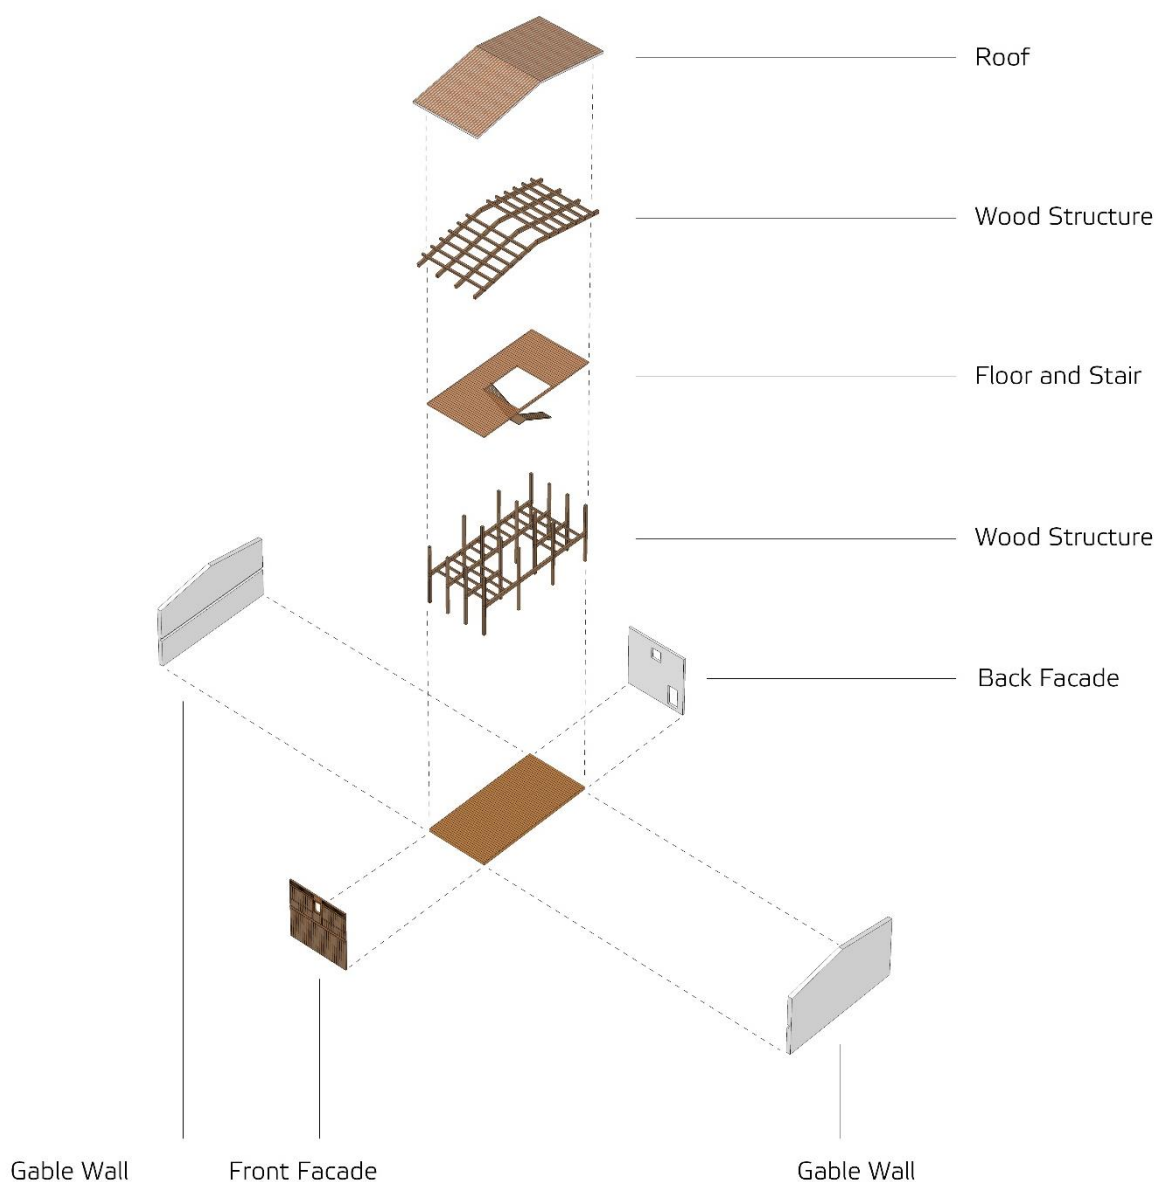 Roof
Wood Structure
Floor and Stair
Wood Structure
Back Facade
Gable Wall
Front Facade
Gable Wall